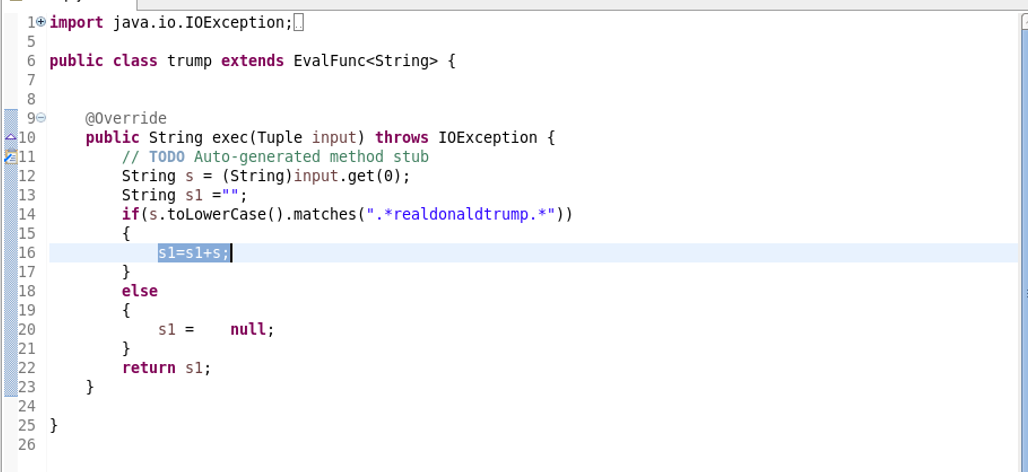 1 import java.io.IOException;
5
6 public class trump extends EvalFunc<String> {
7
8
9     @Override
10     public String exec(Tuple input) throws IOException {
11         // TODO Auto-generated method stub
12         String s = (String)input.get(0);
13         String s1 ="";
14         if(s.toLowerCase().matches(".*realdonaldtrump.*"))
15         {
16             s1=s1+s;
17         }
18         else
19         {
20             s1 =    null;
21         }
22         return s1;
23     }
24
25 }
26